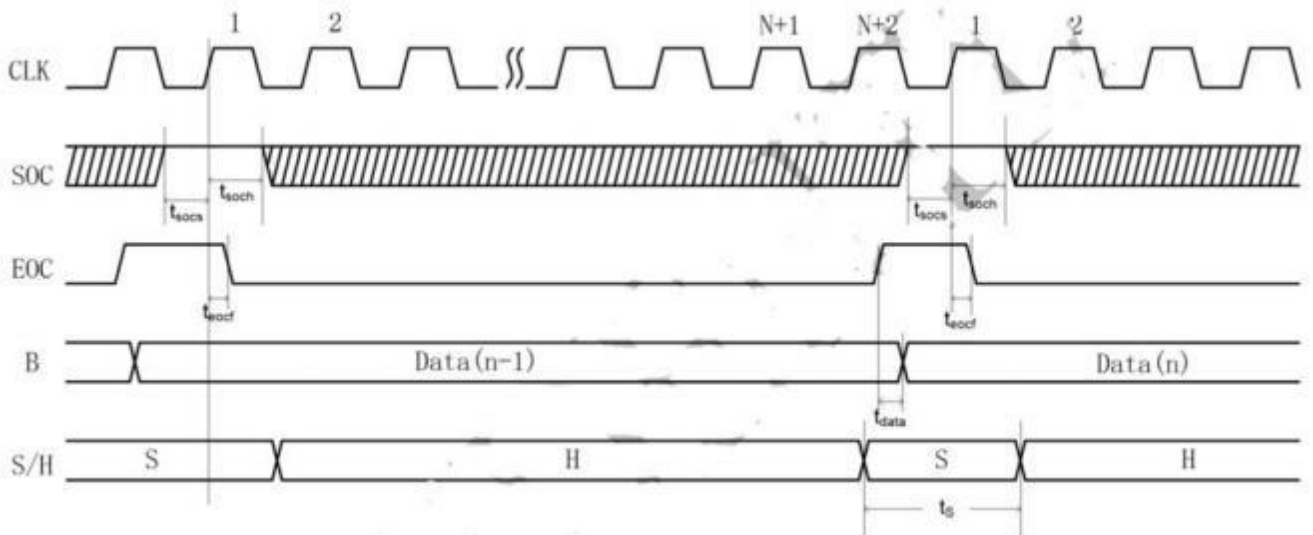 1 2 N+1 N+2 1 2
CLK
SOC
tsocs tsoch tsocs tsoch
EOC
teocf teocf
B Data(n-1) Data(n)
tdata
S/H S H S H
ts